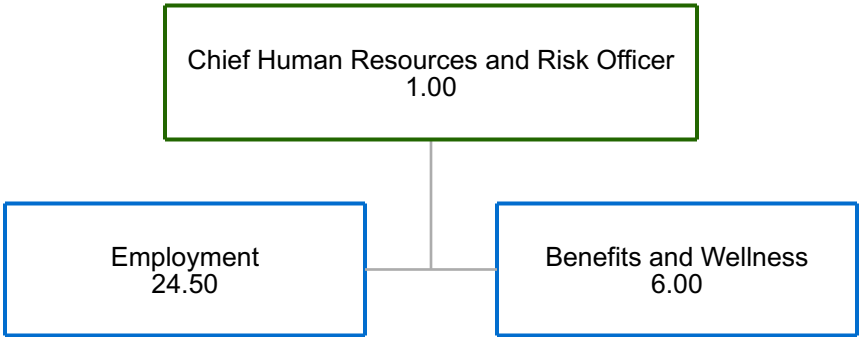 Chief Human Resources and Risk Officer
1.00
Employment
24.50
Benefits and Wellness
6.00